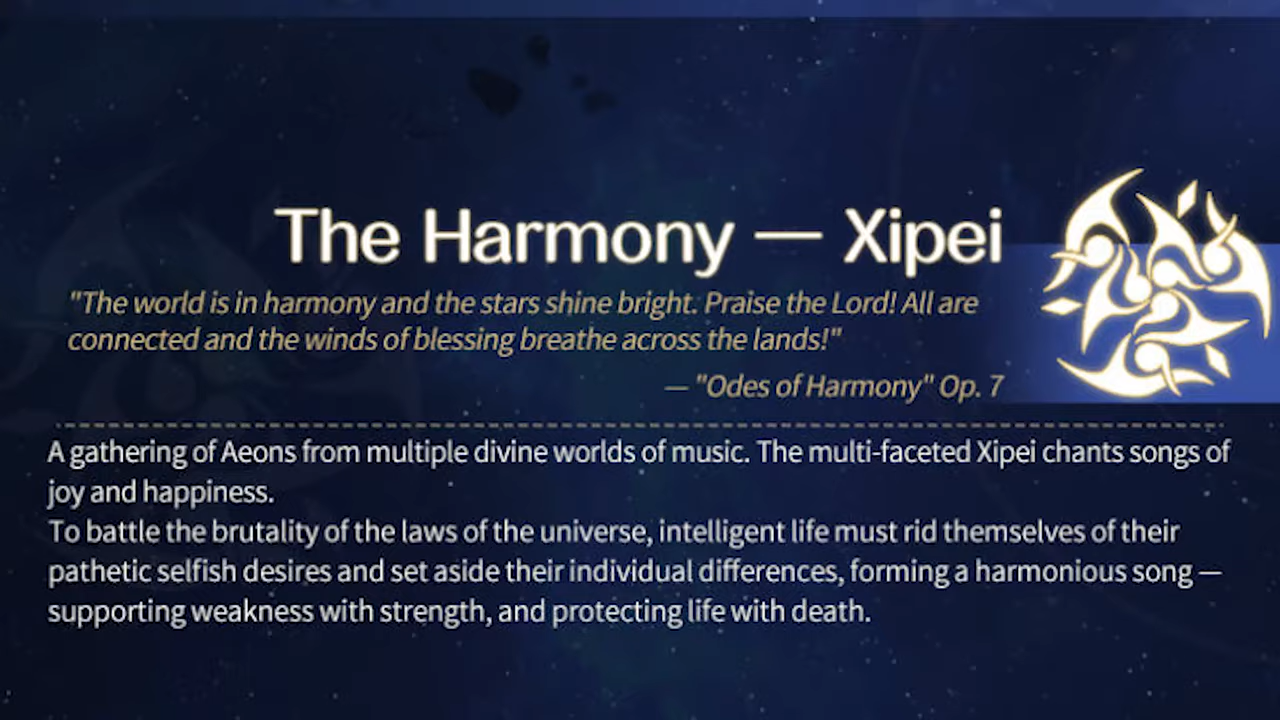 The Harmony — Xipei
"The world is in harmony and the stars shine bright. Praise the Lord! All are
connected and the winds of blessing breathe across the lands!"
— "Odes of Harmony" Op. 7
A gathering of Aeons from multiple divine worlds of music. The multi-faceted Xipei chants songs of
joy and happiness.
To battle the brutality of the laws of the universe, intelligent life must rid themselves of their
pathetic selfish desires and set aside their individual differences, forming a harmonious song —
supporting weakness with strength, and protecting life with death.